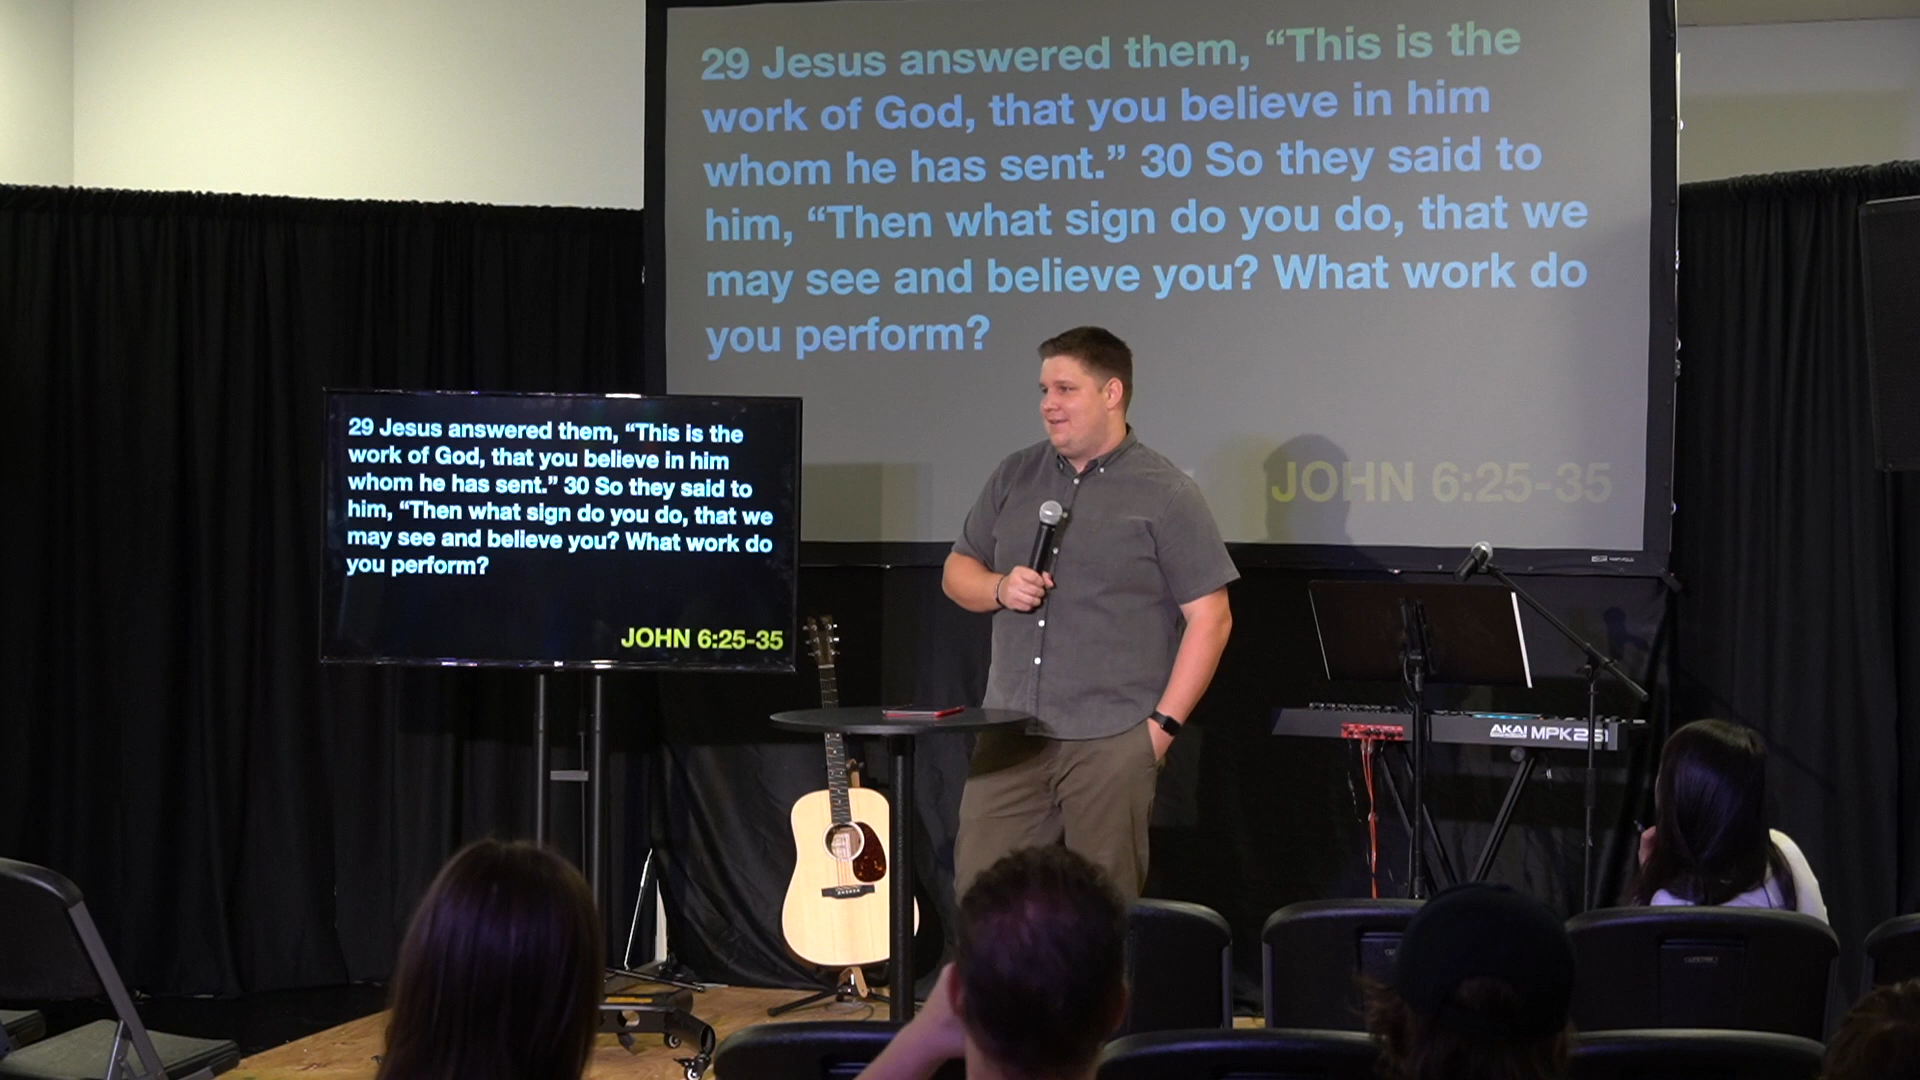 29 Jesus answered them, “This is the
work of God, that you believe in him
whom he has sent.” 30 So they said to
him, “Then what sign do you do, that we
may see and believe you? What work do
you perform?
JOHN 6:25-35
29 Jesus answered them, “This is the
work of God, that you believe in him
whom he has sent.” 30 So they said to
him, “Then what sign do you do, that we
may see and believe you? What work do
you perform?
JOHN 6:25-35
AKAI MPK251